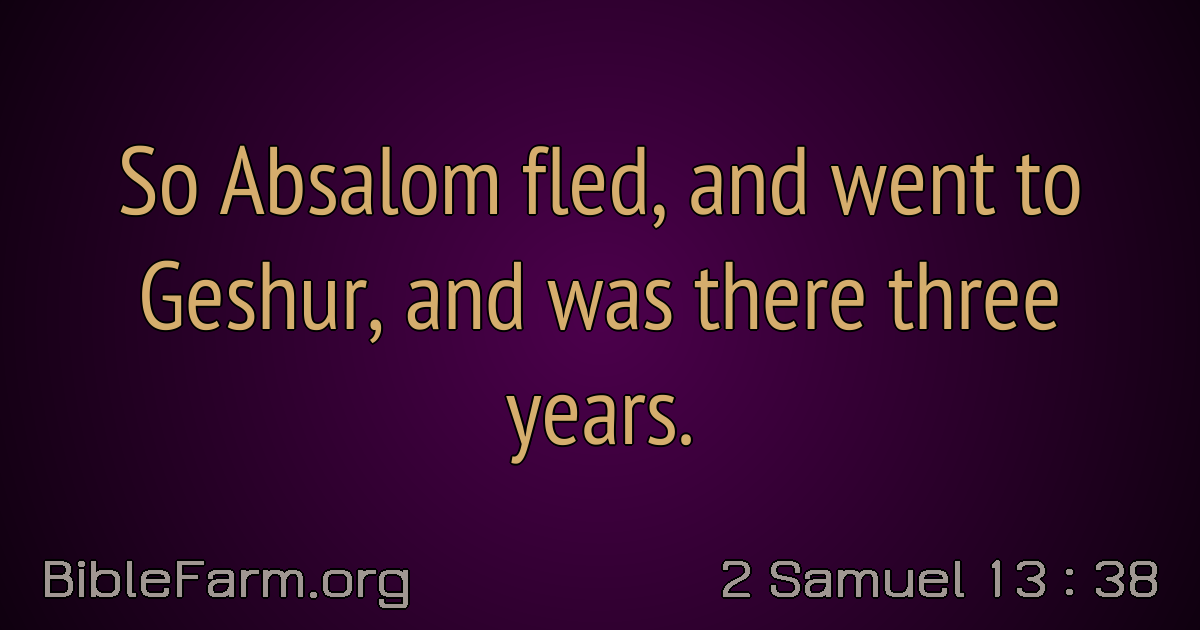 So Absalom fled, and went to
Geshur, and was there three
years.
BibleFarm.org
2 Samuel 13 : 38